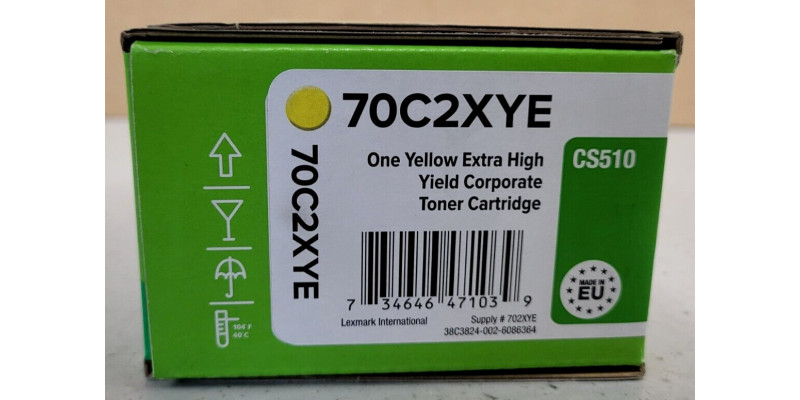 70C2XYE
70C2XYE
One Yellow Extra High
Yield Corporate
Toner Cartridge
CS510
7 34646 47103 9
Lexmark International
Supply # 702XYE
38C3824-002-6086364
MADE IN
EU
104 F
40°C